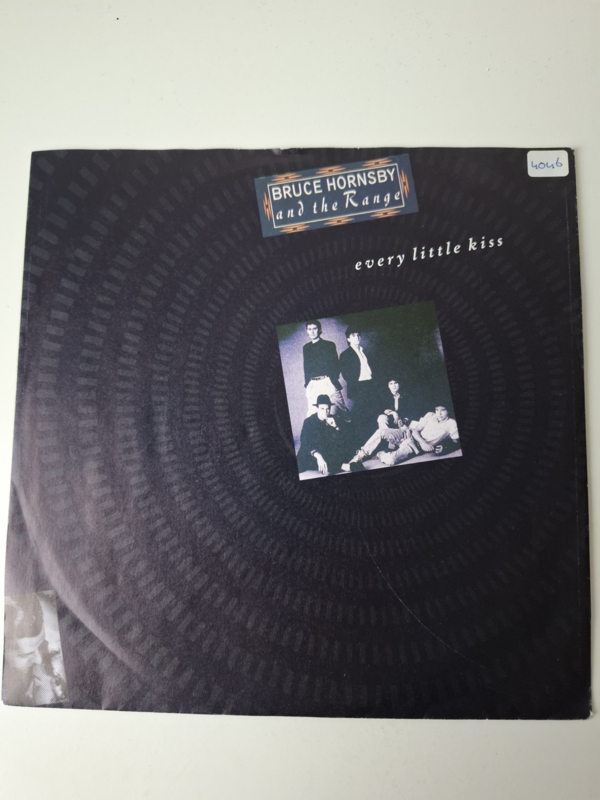 BRUCE HORNSBY
and the Range
4046
every little kiss